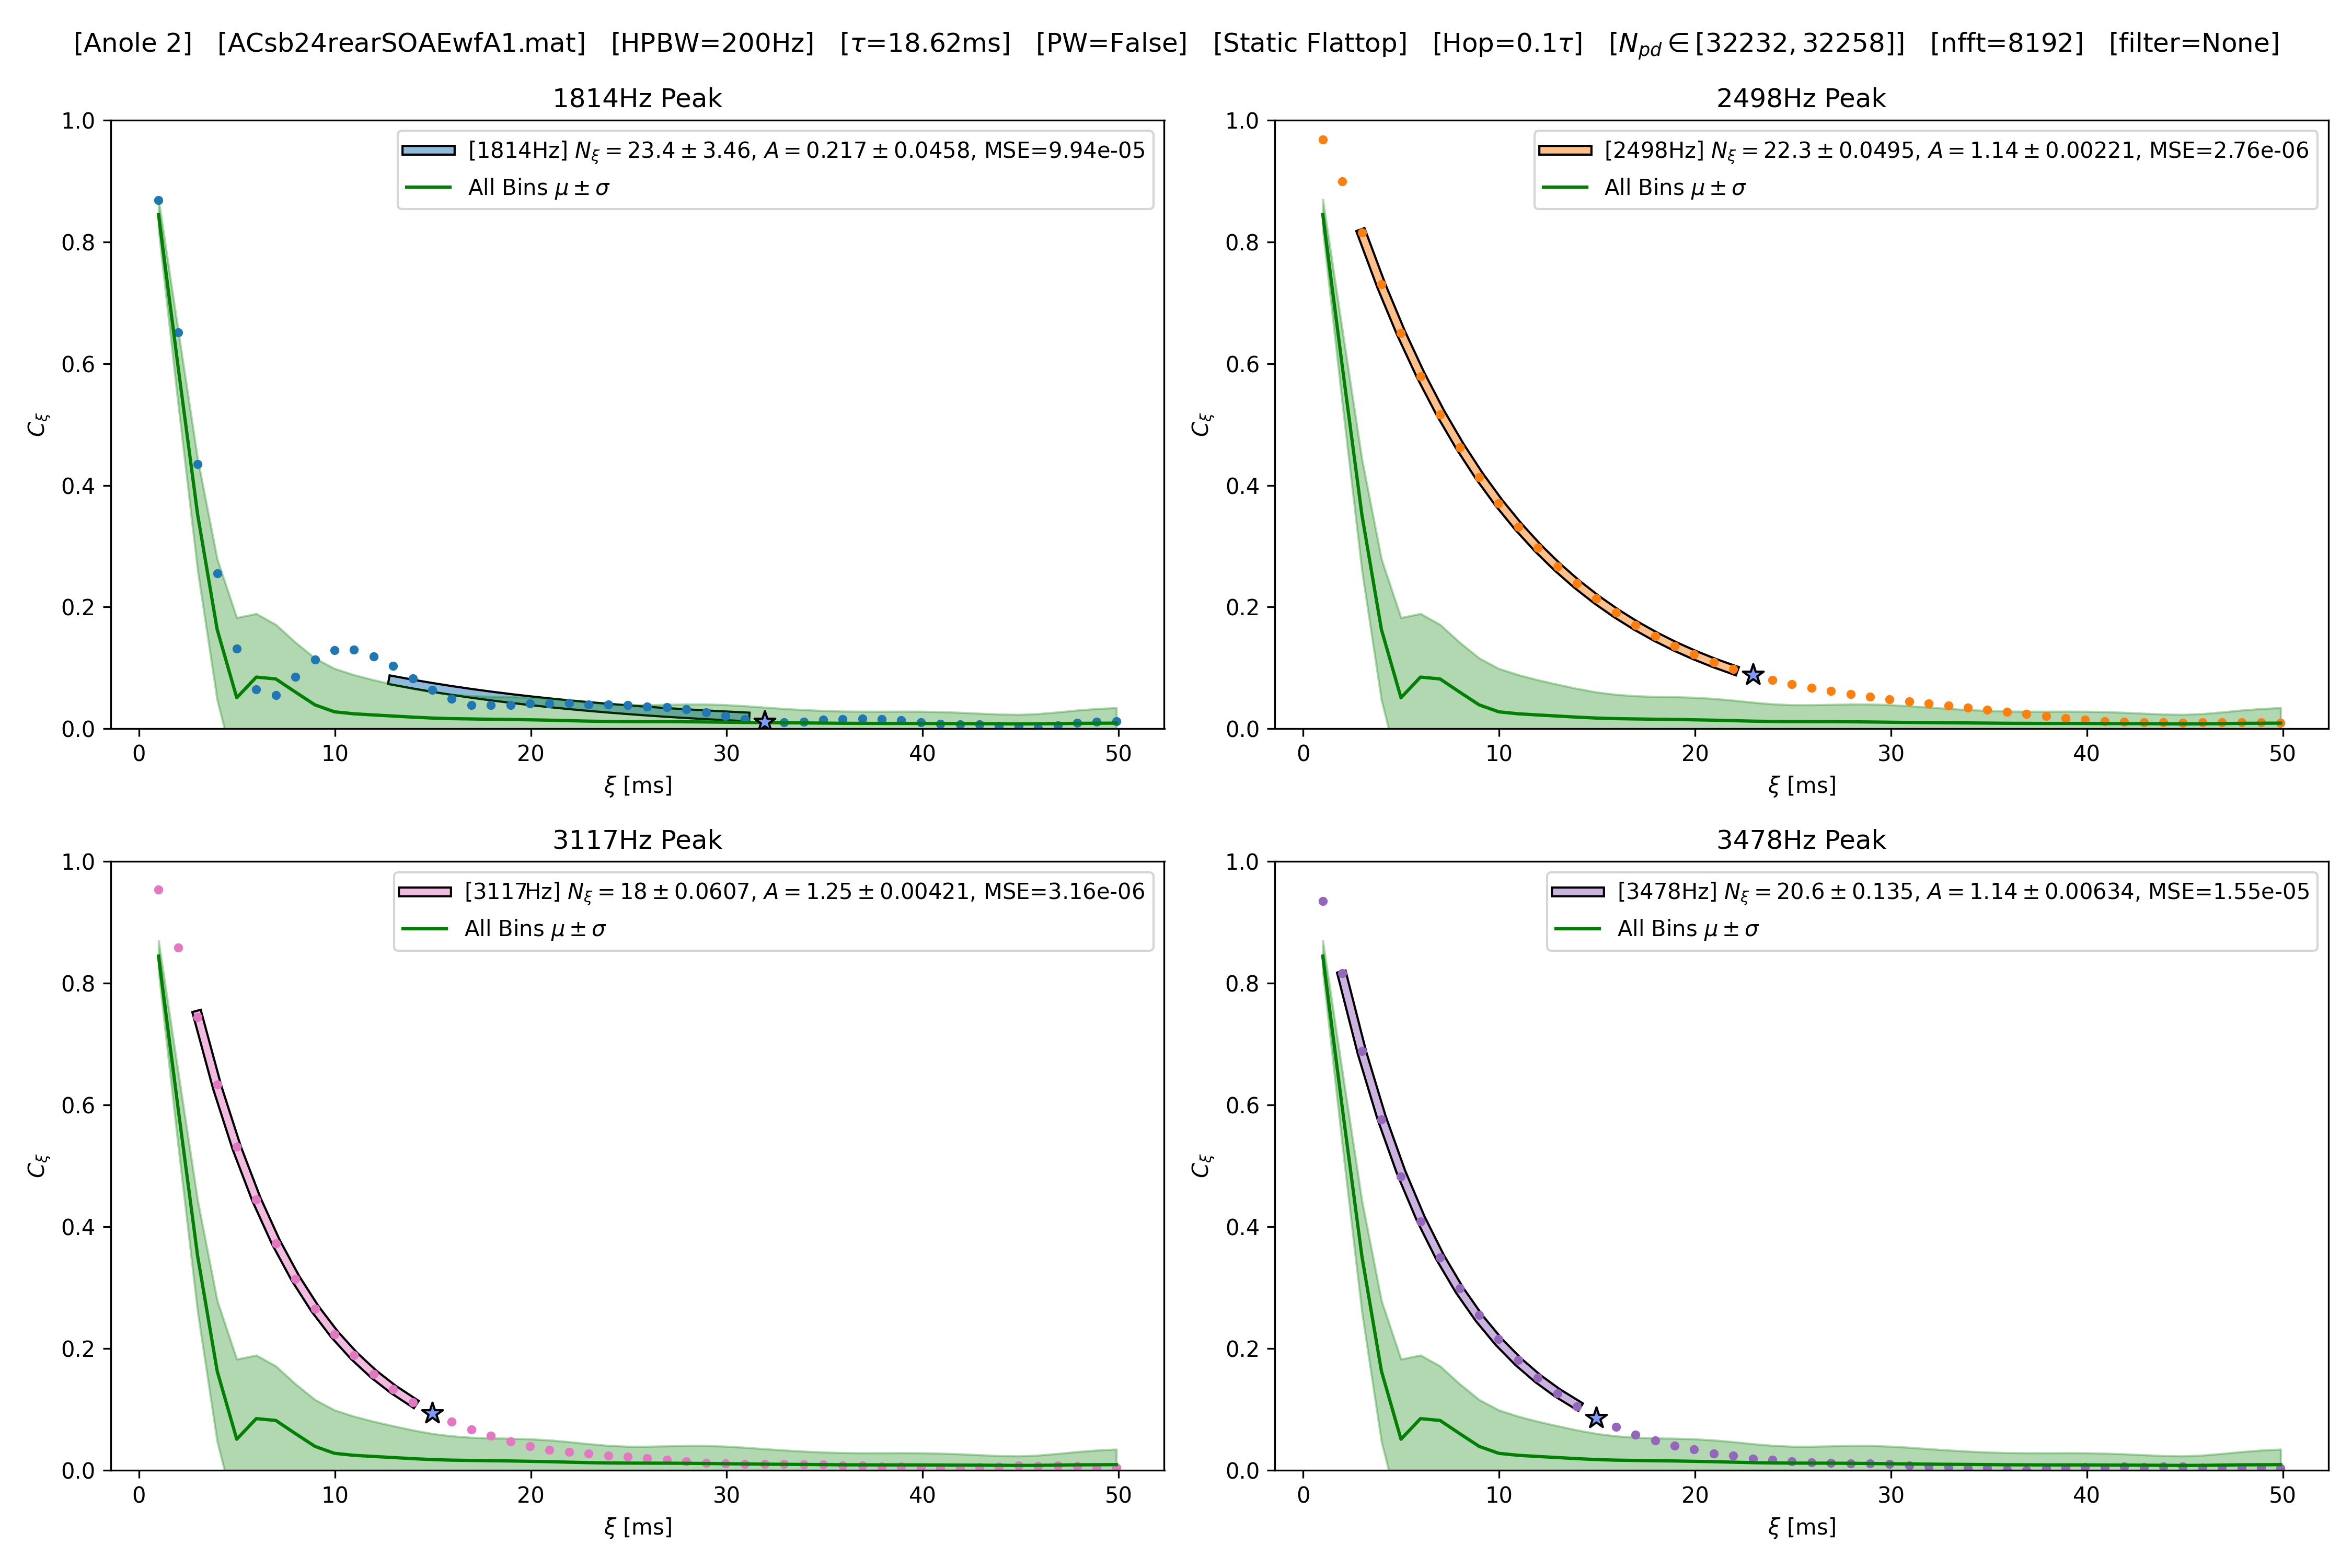 [Anole 2] [ACsb24rearSOAEwfA1.mat] [HPBW=200Hz] [τ=18.62ms] [PW=False] [Static Flattop] [Hop=0.1τ] [N_pd ∈ [32232, 32258]] [nfft=8192] [filter=None]
1814Hz Peak
1.0
0.8
0.6
0.4
0.2
0.0
C_ξ
[1814Hz] N_ξ = 23.4 ± 3.46, A = 0.217 ± 0.0458, MSE=9.94e-05
All Bins μ ± σ
0 10 20 30 40 50
ξ [ms]
2498Hz Peak
1.0
0.8
0.6
0.4
0.2
0.0
C_ξ
[2498Hz] N_ξ = 22.3 ± 0.0495, A = 1.14 ± 0.00221, MSE=2.76e-06
All Bins μ ± σ
0 10 20 30 40 50
ξ [ms]
3117Hz Peak
1.0
0.8
0.6
0.4
0.2
0.0
C_ξ
[3117Hz] N_ξ = 18 ± 0.0607, A = 1.25 ± 0.00421, MSE=3.16e-06
All Bins μ ± σ
0 10 20 30 40 50
ξ [ms]
3478Hz Peak
1.0
0.8
0.6
0.4
0.2
0.0
C_ξ
[3478Hz] N_ξ = 20.6 ± 0.135, A = 1.14 ± 0.00634, MSE=1.55e-05
All Bins μ ± σ
0 10 20 30 40 50
ξ [ms]